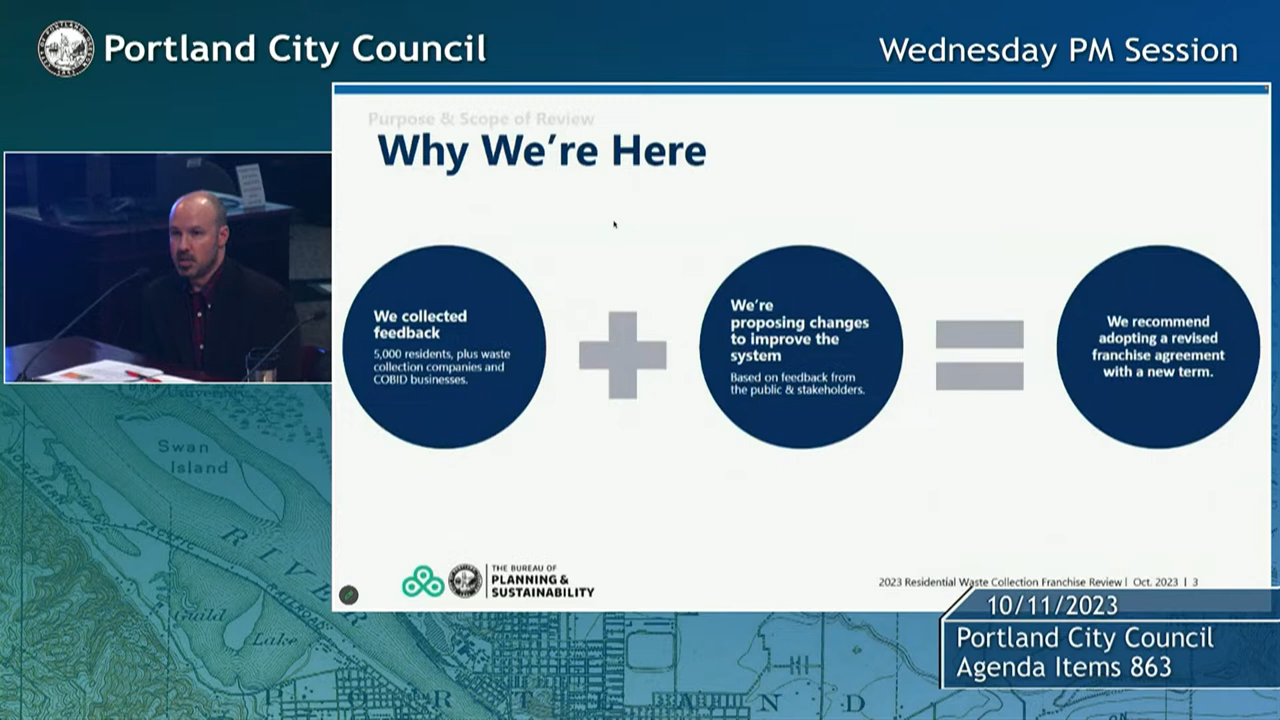 Portland City Council
Wednesday PM Session
Purpose & Scope of Review
Why We're Here
We collected
feedback
5,000 residents, plus waste
collection companies and
COBID businesses.
We're
proposing changes
to improve the
system
Based on feedback from
the public & stakeholders.
We recommend
adopting a revised
franchise agreement
with a new term.
THE BUREAU OF
PLANNING &
SUSTAINABILITY
2023 Residential Waste Collection Franchise Review | Oct. 2023 | 3
10/11/2023
Portland City Council
Agenda Items 863
Swan
Island
NORTHERN
PACIFIC
RIVER
Guild
Lake